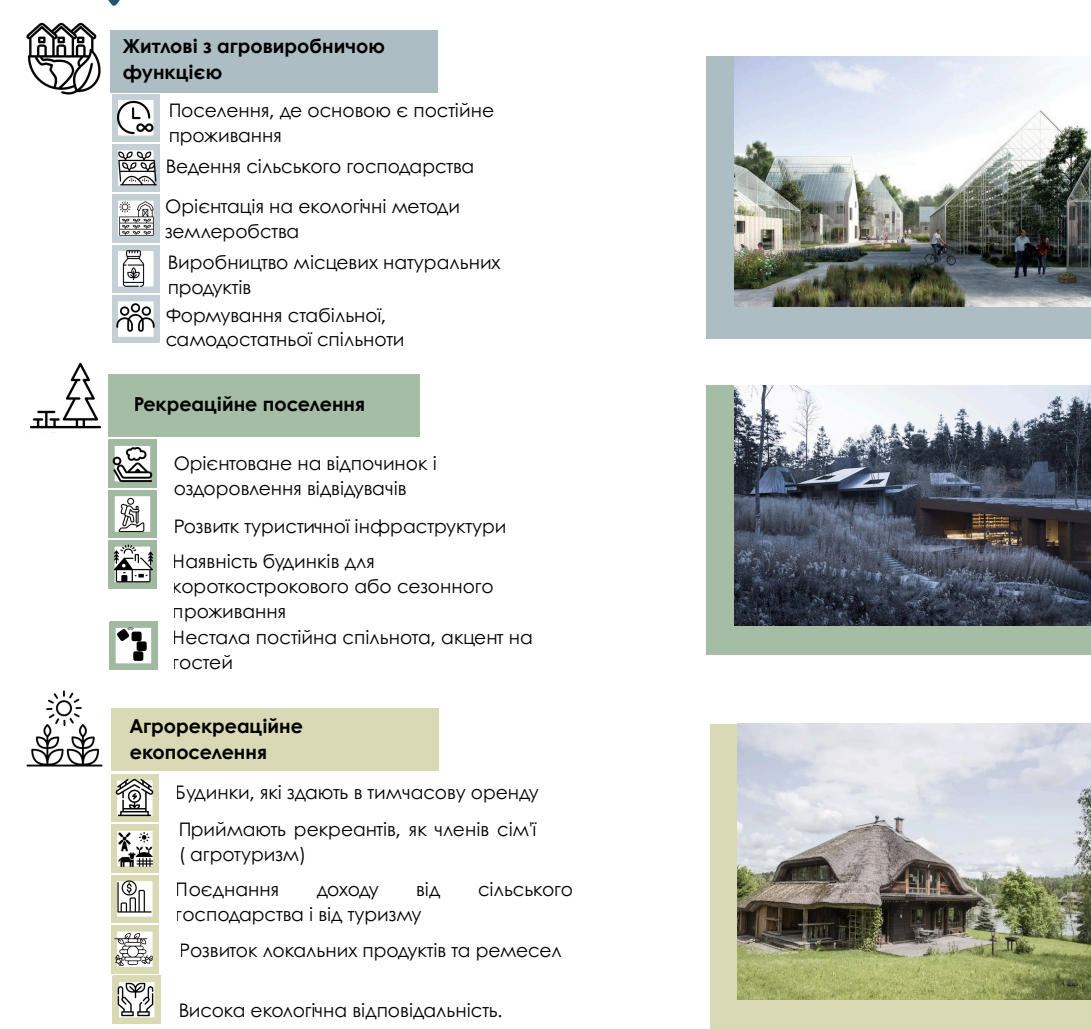 Житлові з агровиробничою
функцією
Поселення, де основою є постійне
проживання
Ведення сільського господарства
Орієнтація на екологічні методи
землеробства
Виробництво місцевих натуральних
продуктів
Формування стабільної,
самодостатньої спільноти
Рекреаційне поселення
Орієнтоване на відпочинок і
оздоровлення відвідувачів
Розвитк туристичної інфраструктури
Наявність будинків для
короткострокового або сезонного
проживання
Нестала постійна спільнота, акцент на
гостей
Агрорекреаційне
екопоселення
Будинки, які здають в тимчасову оренду
Приймають рекреантів, як членів сім'ї
( агротуризм)
Поєднання доходу від сільського
господарства і від туризму
Розвиток локальних продуктів та ремесел
Висока екологічна відповідальність.